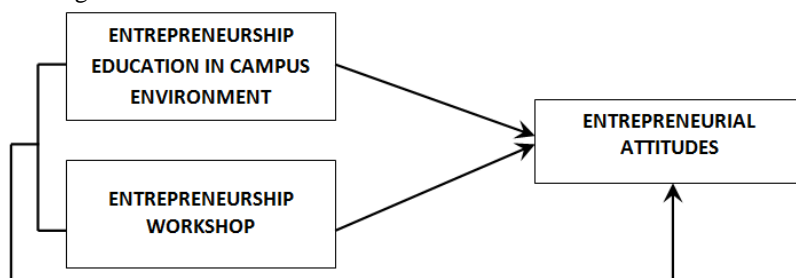 ENTREPRENEURSHIP
EDUCATION IN CAMPUS
ENVIRONMENT
ENTREPRENEURIAL
ATTITUDES
ENTREPRENEURSHIP
WORKSHOP